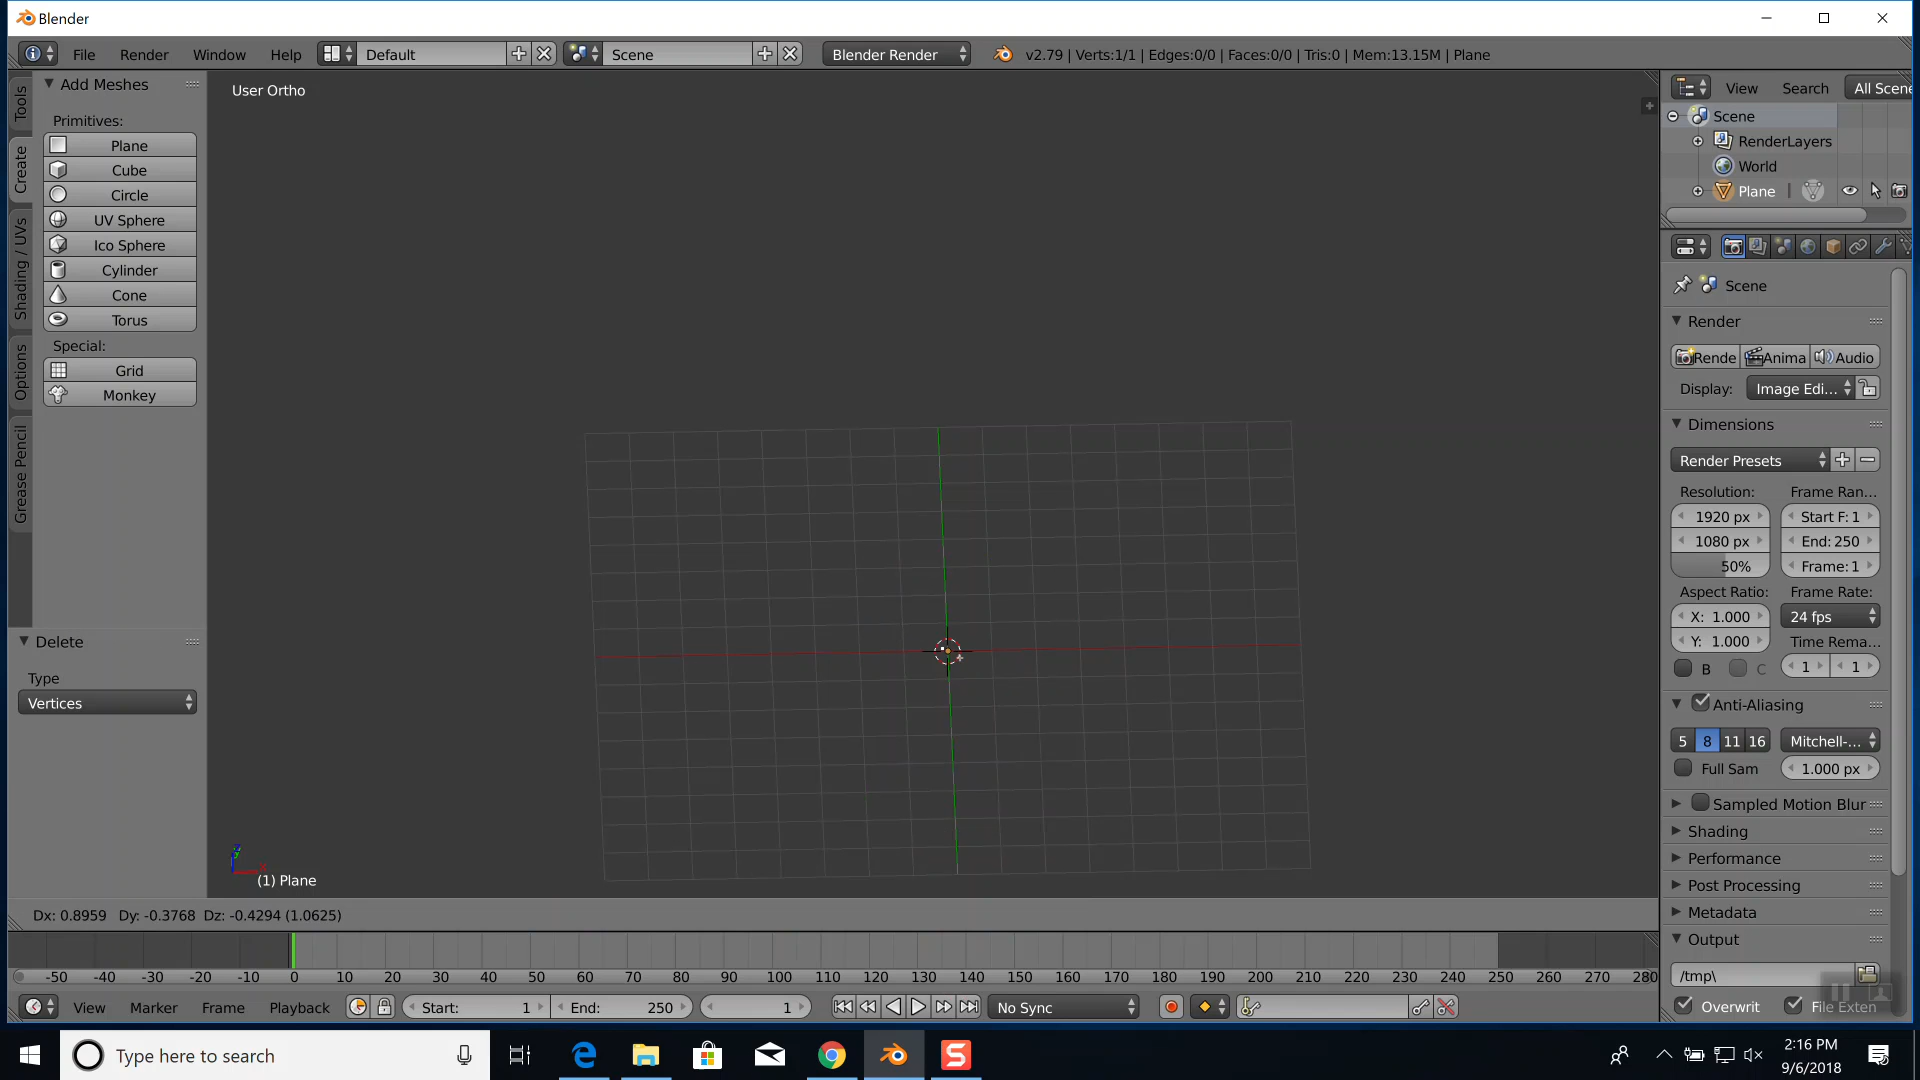 Blender
File Render Window Help Default Scene Blender Render v2.79 | Verts:1/1 | Edges:0/0 | Faces:0/0 | Tris:0 | Mem:13.15M | Plane
Tools
Create
Shading / UVs
Options
Grease Pencil
Add Meshes
Primitives:
Plane
Cube
Circle
UV Sphere
Ico Sphere
Cylinder
Cone
Torus
Special:
Grid
Monkey
Delete
Type
Vertices
User Ortho
(1) Plane
Dx: 0.8959 Dy: -0.3768 Dz: -0.4294 (1.0625)
View Search All Scene
Scene
RenderLayers
World
Plane
Scene
Render
Rende Anima Audio
Display: Image Edi...
Dimensions
Render Presets
Resolution: Frame Ran...
1920 px Start F: 1
1080 px End: 250
50% Frame: 1
Aspect Ratio: Frame Rate:
X: 1.000 24 fps
Y: 1.000 Time Rema...
B C 1 1
Anti-Aliasing
5 8 11 16 Mitchell-...
Full Sam 1.000 px
Sampled Motion Blur
Shading
Performance
Post Processing
Metadata
Output
/tmp\
Overwrit File Exten
-50 -40 -30 -20 -10 0 10 20 30 40 50 60 70 80 90 100 110 120 130 140 150 160 170 180 190 200 210 220 230 240 250 260 270 280
View Marker Frame Playback Start: 1 End: 250 1 No Sync
Type here to search
2:16 PM
9/6/2018